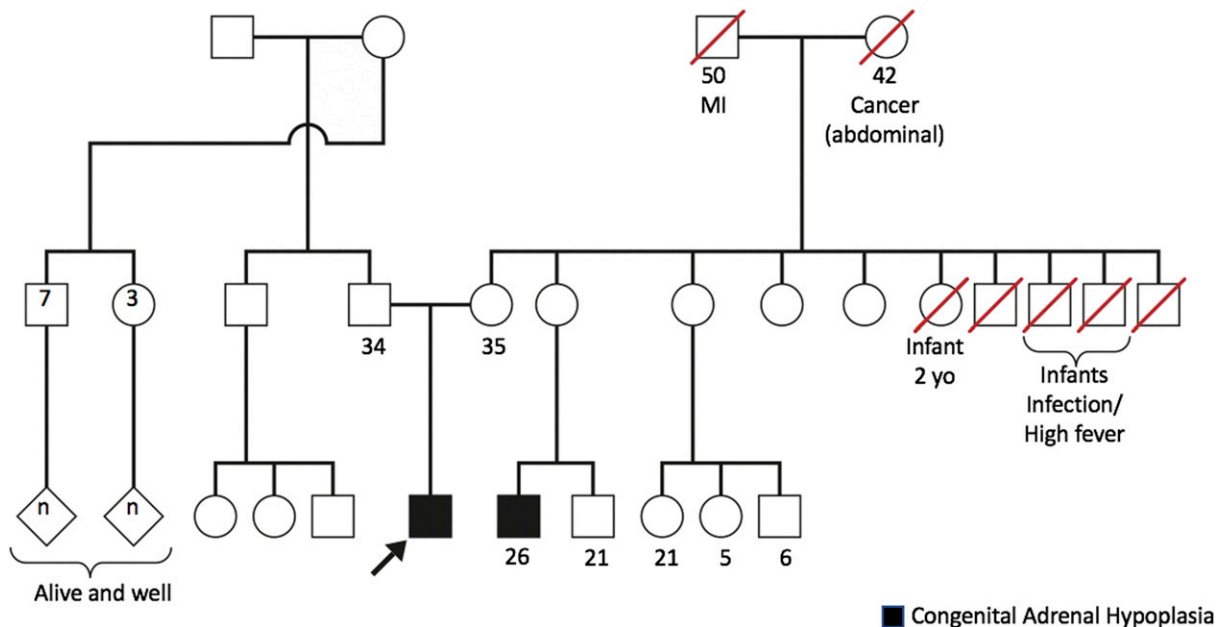 50
MI
42
Cancer
(abdominal)
7
3
34
35
Infant
2 yo
Infants
Infection/
High fever
n
n
26
21
21
5
6
Alive and well
Congenital Adrenal Hypoplasia